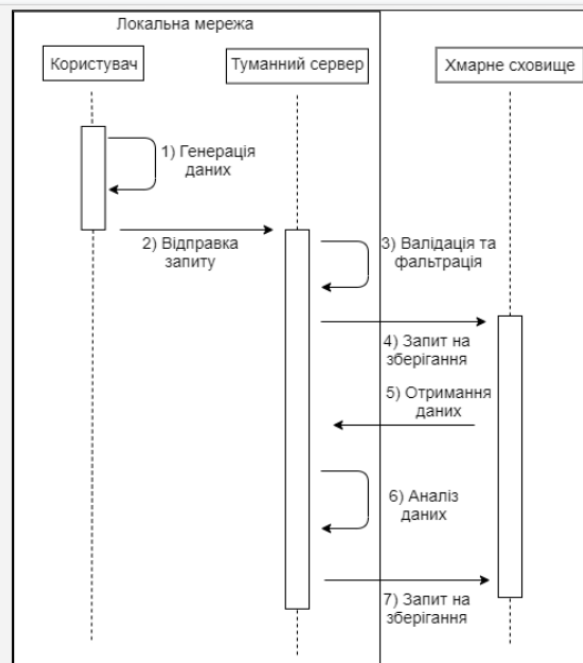 Локальна мережа
Користувач
Туманний сервер
Хмарне сховище
1) Генерація
даних
2) Відправка
запиту
3) Валідація та
фальтрація
4) Запит на
зберігання
5) Отримання
даних
6) Аналіз
даних
7) Запит на
зберігання